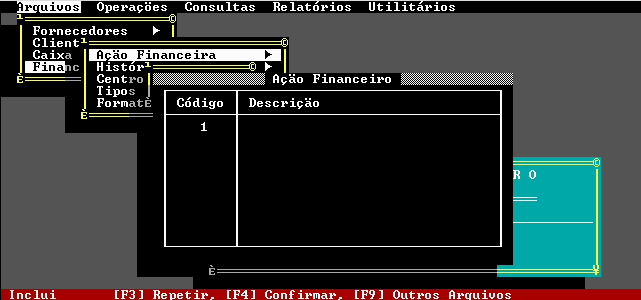 Arquivos Operações Consultas Relatórios Utilitários
Fornecedores
Client
Caixa
Financ
Ação Financeira
Histór
Centro
Tipos
Format
Ação Financeiro
Código Descrição
1
R O
Inclui [F3] Repetir, [F4] Confirmar, [F9] Outros Arquivos